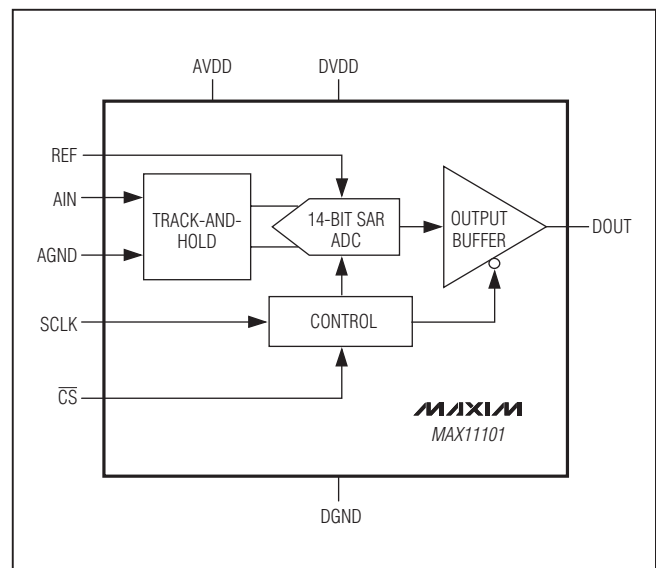 AVDD DVDD
REF
AIN
AGND
TRACK-AND-
HOLD
14-BIT SAR
ADC
OUTPUT
BUFFER
DOUT
SCLK
CONTROL
C̅S̅
MAXIM
MAX11101
DGND